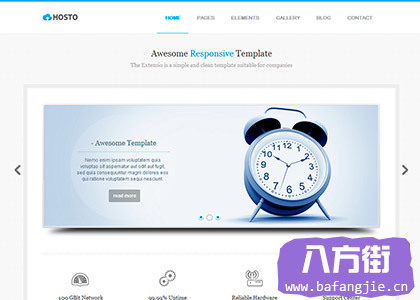 HOSTO
HOME PAGES ELEMENTS GALLERY BLOG CONTACT
Awesome Responsive Template
The Extensio is a simple and clean template suitable for companies
- Awesome Template
Nemo enim ipsam voluptatem quia
voluptas sit aspernatur aut odit aut fugit,
sed quia consequuntur magni dolores eos
qui ratione voluptatem sequi nesciunt.
read more
100 GBit Network 99.99% Uptime Reliable Hardware Support Center
八方街
www.bafangjie.cn